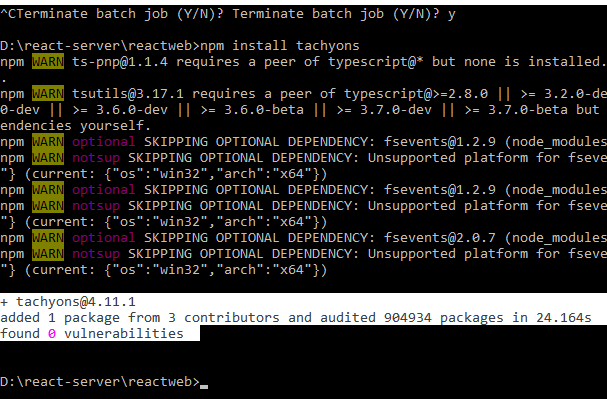 ^CTerminate batch job (Y/N)? Terminate batch job (Y/N)? y
D:\react-server\reactweb>npm install tachyons
npm WARN ts-pnp@1.1.4 requires a peer of typescript@* but none is installed.
.
npm WARN tsutils@3.17.1 requires a peer of typescript@>=2.8.0 || >= 3.2.0-de
0-dev || >= 3.6.0-dev || >= 3.6.0-beta || >= 3.7.0-dev || >= 3.7.0-beta but
endencies yourself.
npm WARN optional SKIPPING OPTIONAL DEPENDENCY: fsevents@1.2.9 (node_modules
npm WARN notsup SKIPPING OPTIONAL DEPENDENCY: Unsupported platform for fseve
"} (current: {"os":"win32","arch":"x64"})
npm WARN optional SKIPPING OPTIONAL DEPENDENCY: fsevents@1.2.9 (node_modules
npm WARN notsup SKIPPING OPTIONAL DEPENDENCY: Unsupported platform for fseve
"} (current: {"os":"win32","arch":"x64"})
npm WARN optional SKIPPING OPTIONAL DEPENDENCY: fsevents@2.0.7 (node_modules
npm WARN notsup SKIPPING OPTIONAL DEPENDENCY: Unsupported platform for fseve
"} (current: {"os":"win32","arch":"x64"})
+ tachyons@4.11.1
added 1 package from 3 contributors and audited 904934 packages in 24.164s
found 0 vulnerabilities
D:\react-server\reactweb>